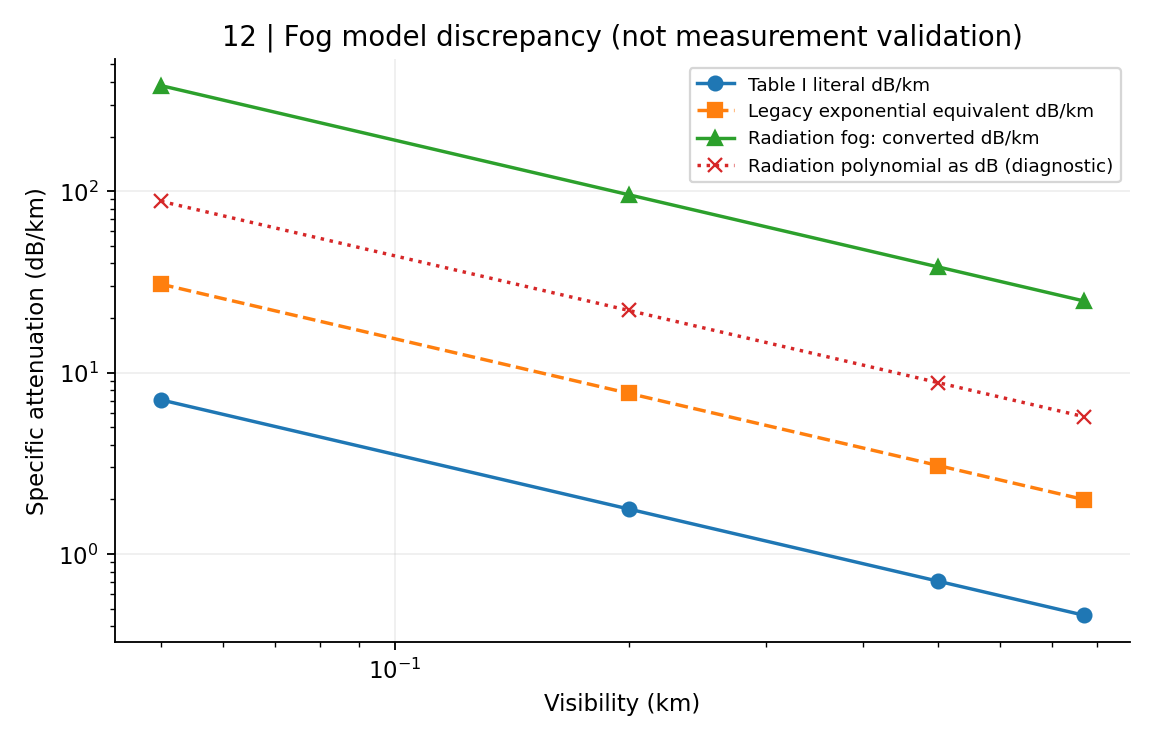 12 | Fog model discrepancy (not measurement validation)
Table I literal dB/km
Legacy exponential equivalent dB/km
Radiation fog: converted dB/km
Radiation polynomial as dB (diagnostic)
Specific attenuation (dB/km)
10²
10¹
10⁰
10⁻¹
Visibility (km)